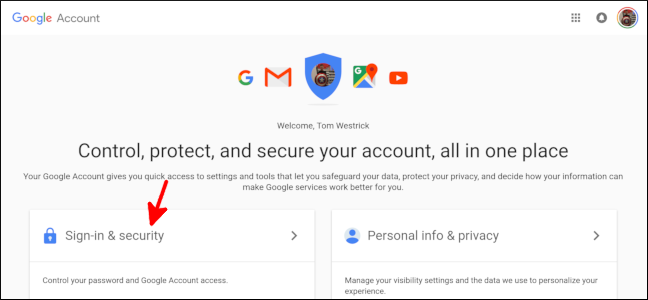 Google Account
Welcome, Tom Westrick
Control, protect, and secure your account, all in one place
Your Google Account gives you quick access to settings and tools that let you safeguard your data, protect your privacy, and decide how your information can
make Google services work better for you.
Sign-in & security
Control your password and Google Account access.
Personal info & privacy
Manage your visibility settings and the data we use to personalize your
experience.